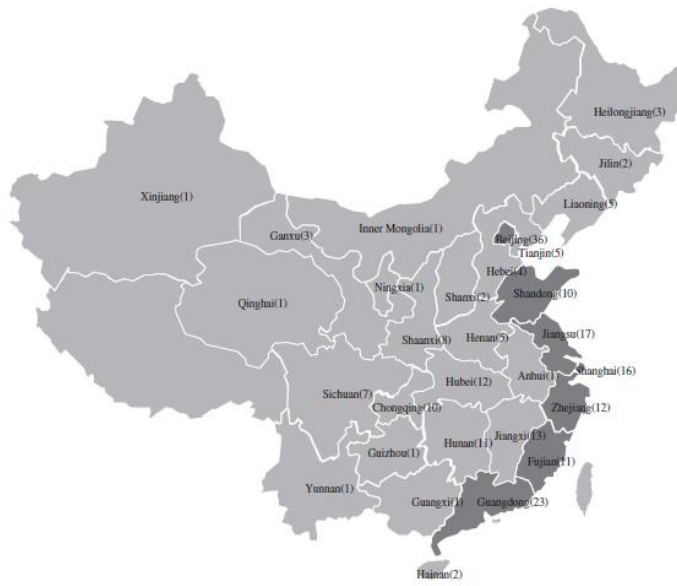 Heilongjiang(3)
Jilin(2)
Liaoning(5)
Xinjiang(1)
Inner Mongolia(1)
Ganxu(3)
Beijing(36)
Tianjin(5)
Hebei(4)
Ningxia(1)
Shanxi(2)
Shandong(10)
Qinghai(1)
Shaanxi(8)
Henan(5)
Jiangsu(17)
Shanghai(16)
Anhui(1)
Hubei(12)
Sichuan(7)
Chongqing(10)
Zhejiang(12)
Hunan(11)
Jiangxi(13)
Guizhou(1)
Fujian(11)
Yunnan(1)
Guangxi(1)
Guangdong(23)
Hainan(2)